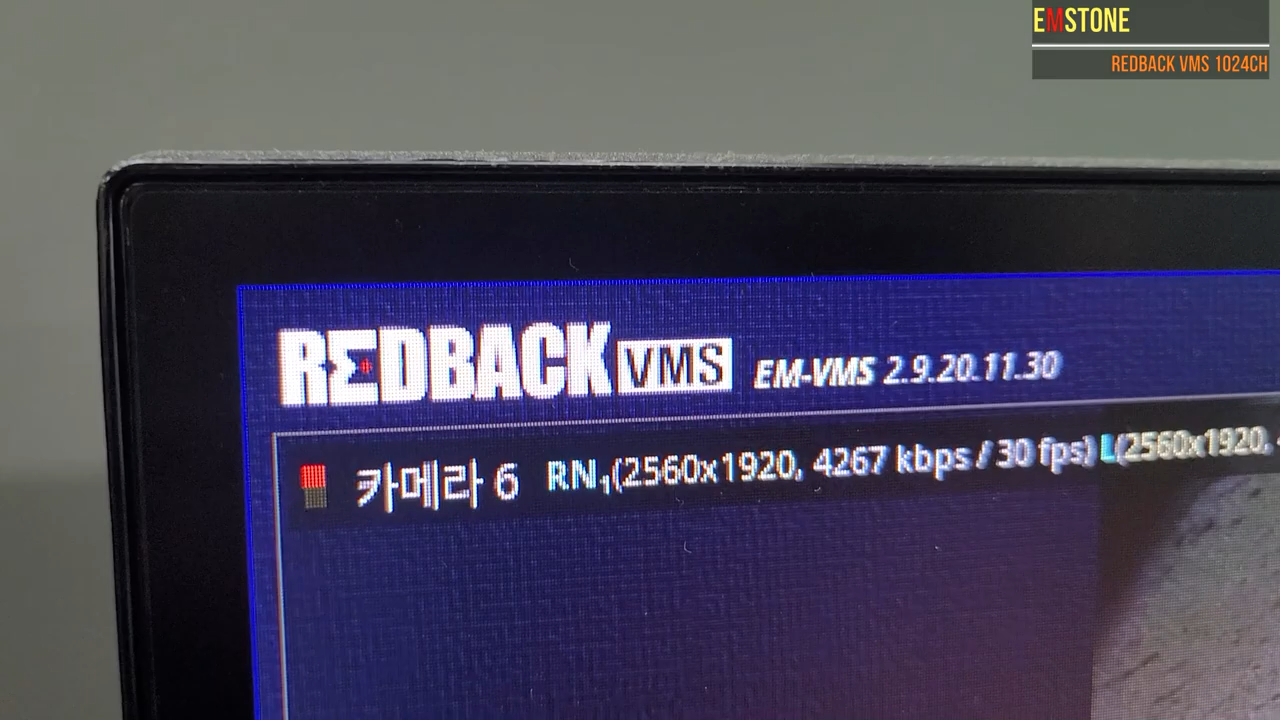 EMSTONE
REDBACK VMS 1024CH
REDBACK VMS EM-VMS 2.9.20.11.30
카메라 6 RN1(2560x1920, 4267 kbps / 30 fps) L(2560x1920,